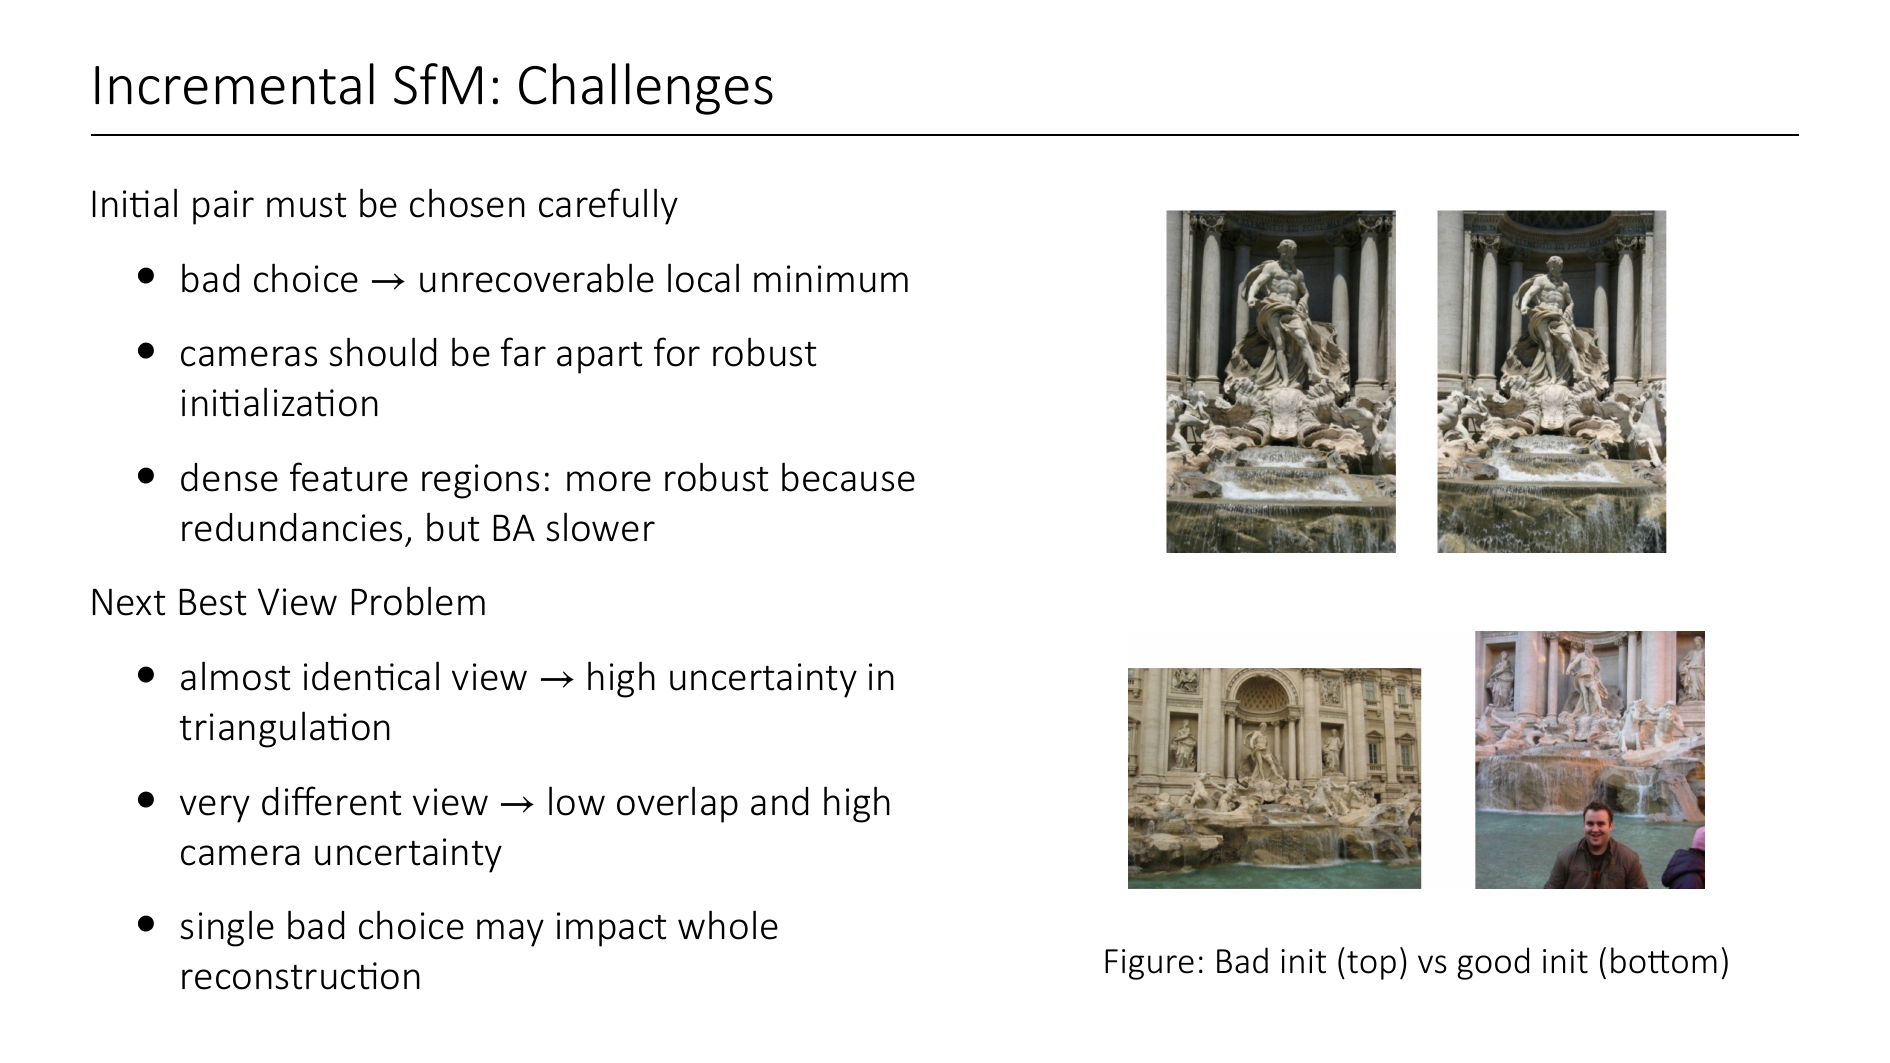 Incremental SfM: Challenges
Initial pair must be chosen carefully
● bad choice → unrecoverable local minimum
● cameras should be far apart for robust
initialization
● dense feature regions: more robust because
redundancies, but BA slower
Next Best View Problem
● almost identical view → high uncertainty in
triangulation
● very different view → low overlap and high
camera uncertainty
● single bad choice may impact whole
reconstruction
Figure: Bad init (top) vs good init (bottom)